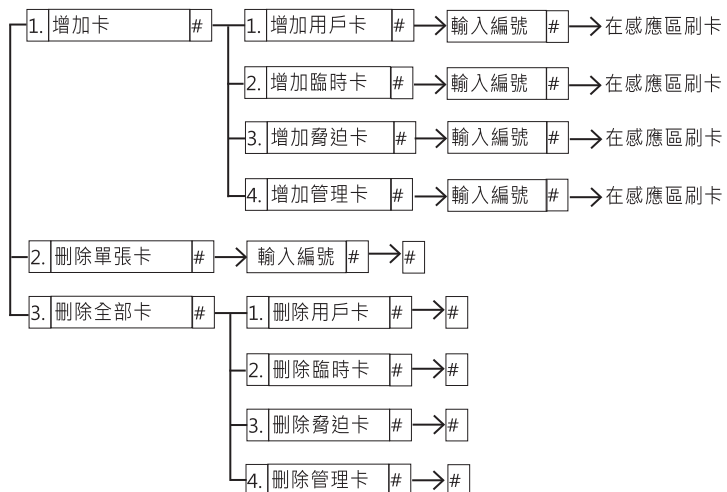 1. 增加卡 # 1. 增加用戶卡 # 輸入編號 # 在感應區刷卡
2. 增加臨時卡 # 輸入編號 # 在感應區刷卡
3. 增加脅迫卡 # 輸入編號 # 在感應區刷卡
4. 增加管理卡 # 輸入編號 # 在感應區刷卡
2. 刪除單張卡 # 輸入編號 # #
3. 刪除全部卡 # 1. 刪除用戶卡 # #
2. 刪除臨時卡 # #
3. 刪除脅迫卡 # #
4. 刪除管理卡 # #